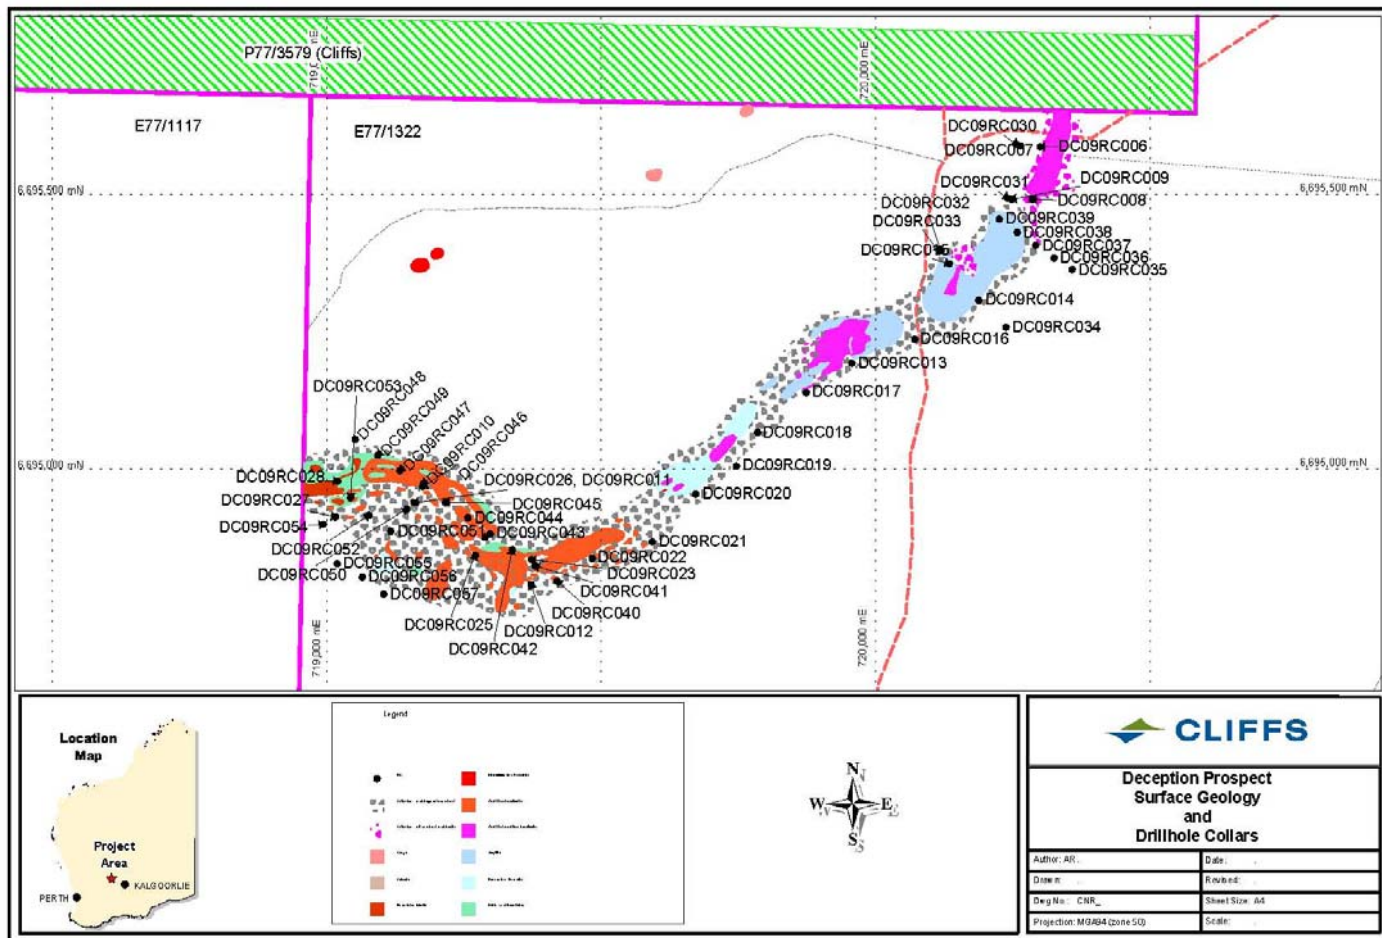 P77/3579 (Cliffs)
E77/1117
E77/1322
720,000 mE
6,695,500 mN
6,695,500 mN
DC09RC030
DC09RC007
DC09RC006
DC09RC009
DC09RC031
DC09RC008
DC09RC032
DC09RC039
DC09RC033
DC09RC038
DC09RC037
DC09RC036
DC09RC035
DC09RC014
DC09RC034
DC09RC016
DC09RC013
DC09RC017
DC09RC018
DC09RC019
DC09RC020
DC09RC021
6,695,000 mN
6,695,000 mN
DC09RC053
DC09RC048
DC09RC049
DC09RC047
DC09RC010
DC09RC046
DC09RC028
DC09RC026, DC09RC011
DC09RC027
DC09RC045
DC09RC054
DC09RC044
DC09RC051
DC09RC043
DC09RC052
DC09RC055
DC09RC022
DC09RC050
DC09RC056
DC09RC023
DC09RC057
DC09RC041
DC09RC040
DC09RC025
DC09RC012
DC09RC042
719,000 mE
720,000 mE
Location
Map
Project
Area
KALGOORLIE
PERTH
Legend
N
W
E
S
CLIFFS
Deception Prospect
Surface Geology
and
Drillhole Collars
Author: AR.
Date:
Drawn:
Revised:
Dwg No.: CNR_
Sheet Size: A4
Projection: MGA94 (zone 50)
Scale: